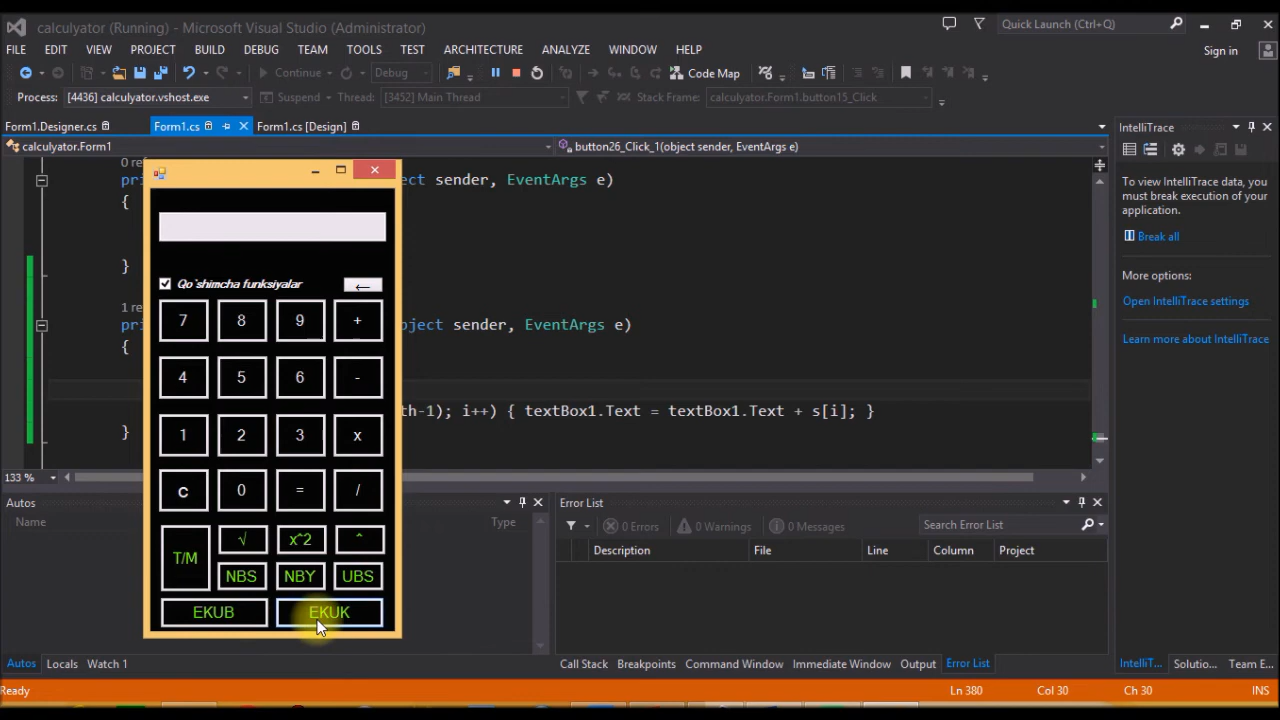 calculyator (Running) - Microsoft Visual Studio (Administrator)
Quick Launch (Ctrl+Q)
FILE EDIT VIEW PROJECT BUILD DEBUG TEAM TOOLS TEST ARCHITECTURE ANALYZE WINDOW HELP
Sign in
Continue Debug Code Map
Process: [4436] calculyator.vshost.exe Suspend Thread: [3452] Main Thread Stack Frame: calculyator.Form1.button15_Click
Form1.Designer.cs Form1.cs Form1.cs [Design]
calculyator.Form1 button26_Click_1(object sender, EventArgs e)
0 ref
pri ct sender, EventArgs e)
{
}
1 re
pri bject sender, EventArgs e)
{
th-1); i++) { textBox1.Text = textBox1.Text + s[i]; }
}
133 %
Qo`shimcha funksiyalar ←
7 8 9 +
4 5 6 -
1 2 3 x
c 0 = /
T/M √ x^2 ^
NBS NBY UBS
EKUB EKUK
IntelliTrace
To view IntelliTrace data, you must break execution of your application.
Break all
More options:
Open IntelliTrace settings
Learn more about IntelliTrace
Autos
Name Type
Error List
0 Errors 0 Warnings 0 Messages Search Error List
Description File Line Column Project
Autos Locals Watch 1
Call Stack Breakpoints Command Window Immediate Window Output Error List
IntelliT... Solutio... Team E...
Ready Ln 380 Col 30 Ch 30 INS